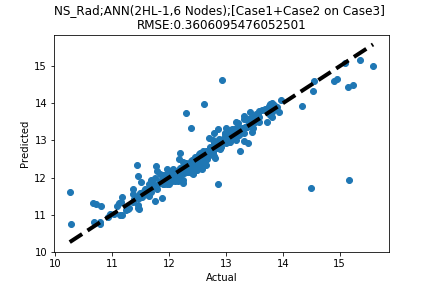 NS_Rad;ANN(2HL-1,6 Nodes);[Case1+Case2 on Case3]
RMSE:0.3606095476052501
15
14
13
12
11
10
Predicted
10 11 12 13 14 15
Actual